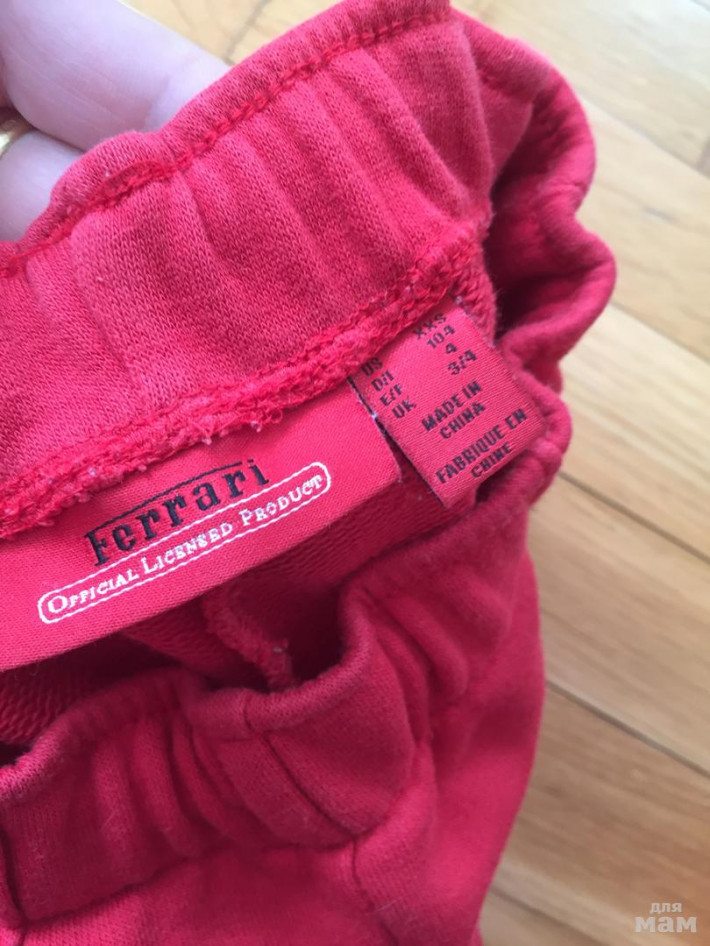 Ferrari
OFFICIAL LICENSED PRODUCT
US XXS
D/I 104
E/F 4
UK 3/4
MADE IN
CHINA
FABRIQUE EN
CHINE
для
мам